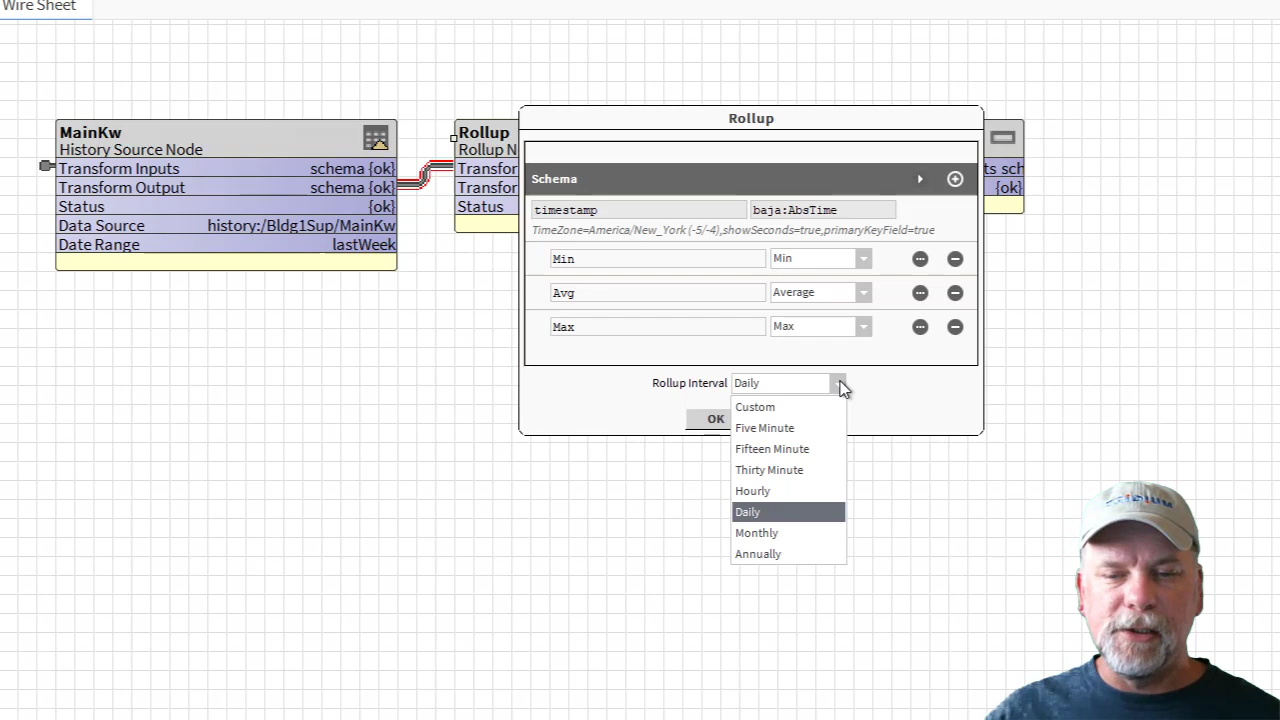 Wire Sheet
MainKw
History Source Node
Transform Inputs schema {ok}
Transform Output schema {ok}
Status {ok}
Data Source history:/Bldg1Sup/MainKw
Date Range lastWeek
Rollup
Rollup N
Transfor
Transfor
Status
ts sch
{ok}
Rollup
Schema
timestamp baja:AbsTime
TimeZone=America/New_York (-5/-4),showSeconds=true,primaryKeyField=true
Min Min
Avg Average
Max Max
Rollup Interval Daily
OK
Custom
Five Minute
Fifteen Minute
Thirty Minute
Hourly
Daily
Monthly
Annually